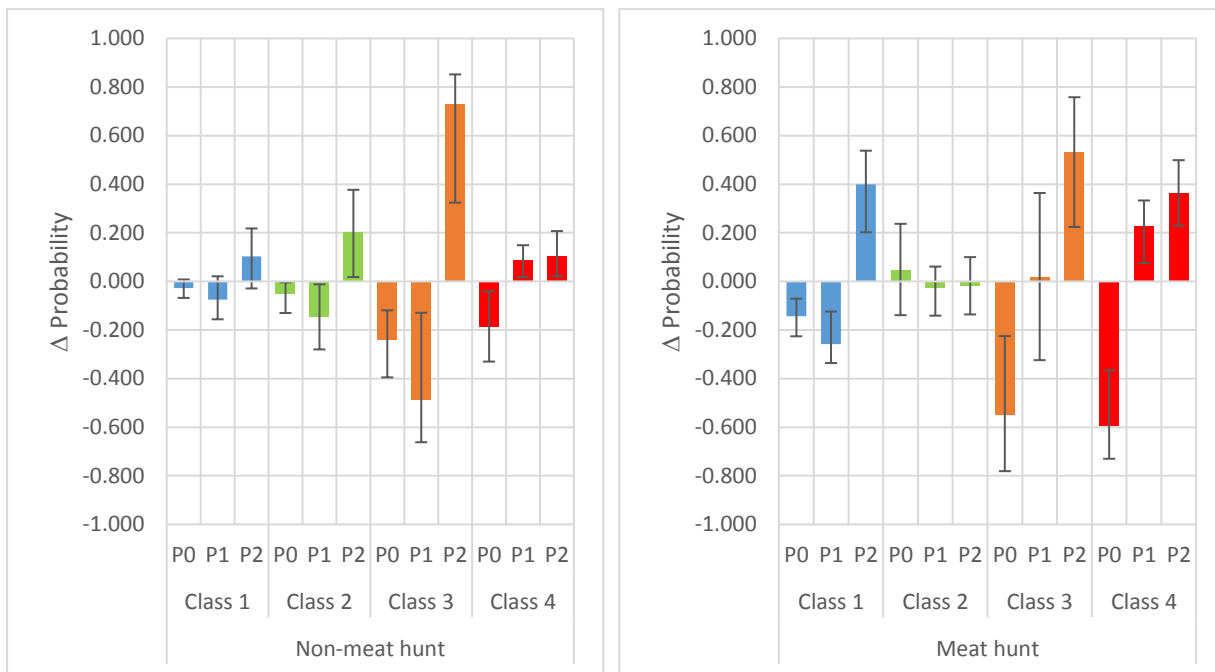 1.000
0.800
0.600
0.400
0.200
0.000
-0.200
-0.400
-0.600
-0.800
-1.000
Δ Probability
P0 P1 P2 P0 P1 P2 P0 P1 P2 P0 P1 P2
Class 1 Class 2 Class 3 Class 4
Non-meat hunt
1.000
0.800
0.600
0.400
0.200
0.000
-0.200
-0.400
-0.600
-0.800
-1.000
Δ Probability
P0 P1 P2 P0 P1 P2 P0 P1 P2 P0 P1 P2
Class 1 Class 2 Class 3 Class 4
Meat hunt